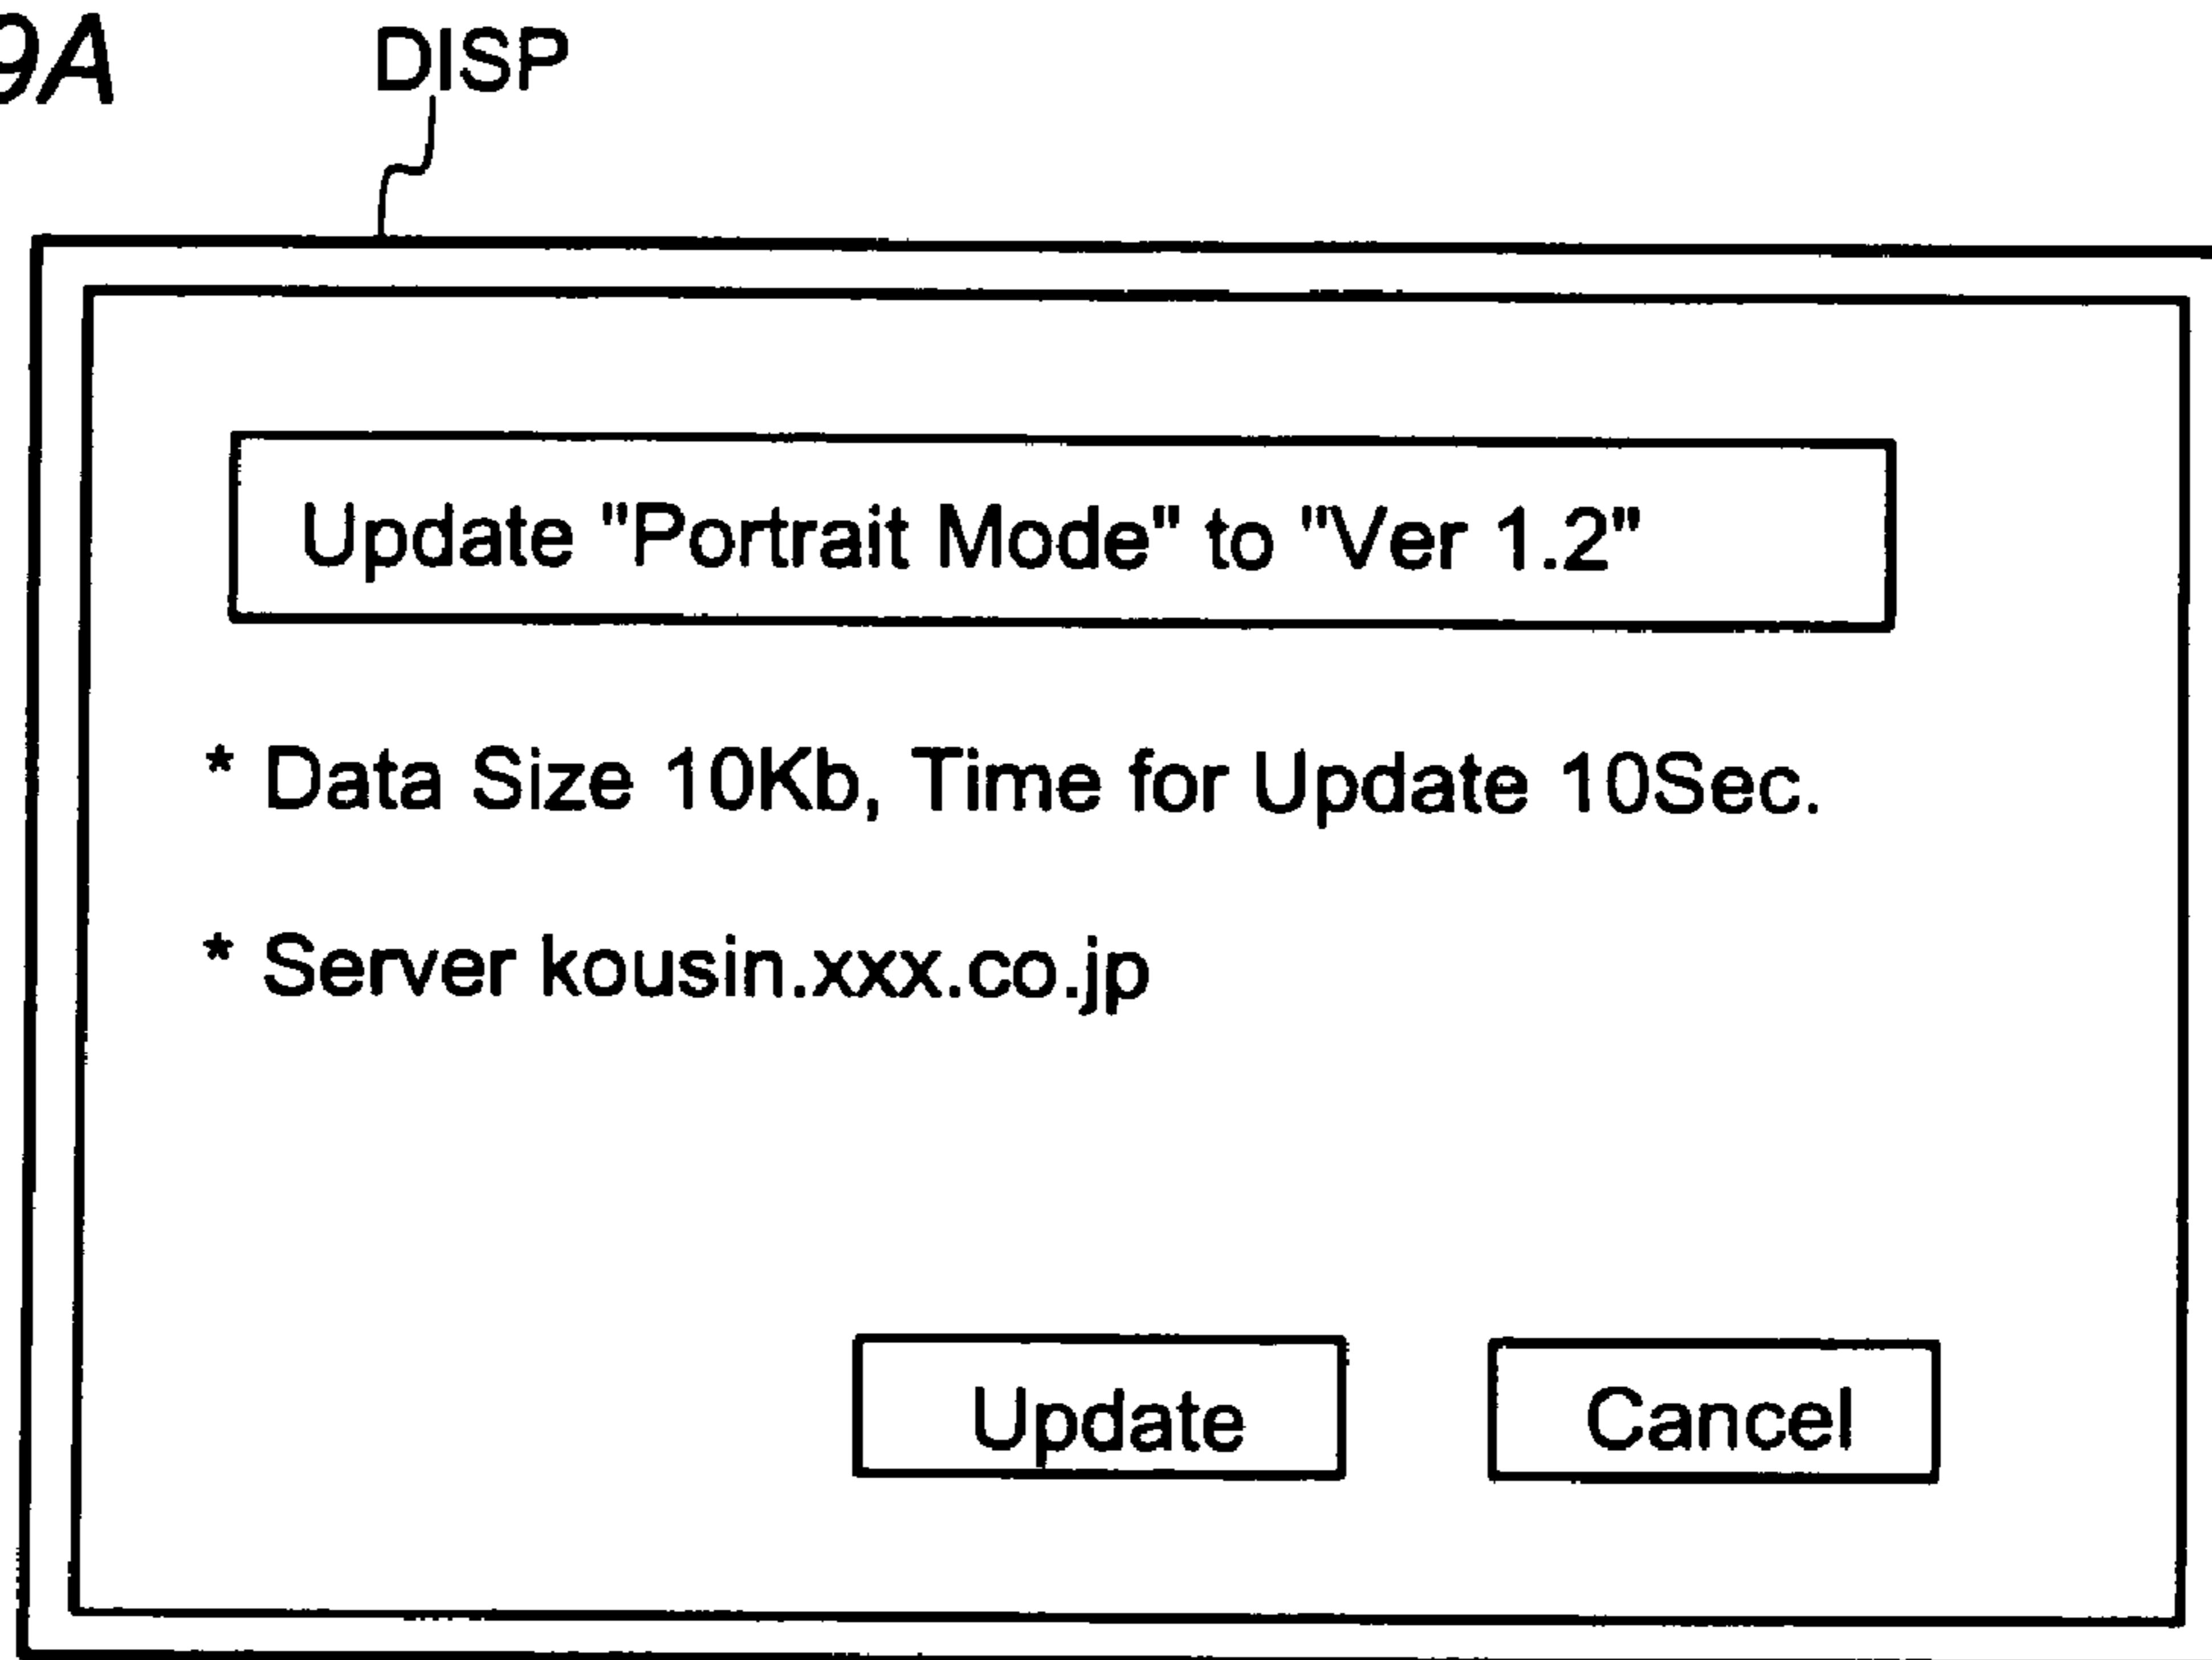 9A
DISP
Update "Portrait Mode" to "Ver 1.2"
* Data Size 10Kb, Time for Update 10Sec.
* Server kousin.xxx.co.jp
Update Cancel